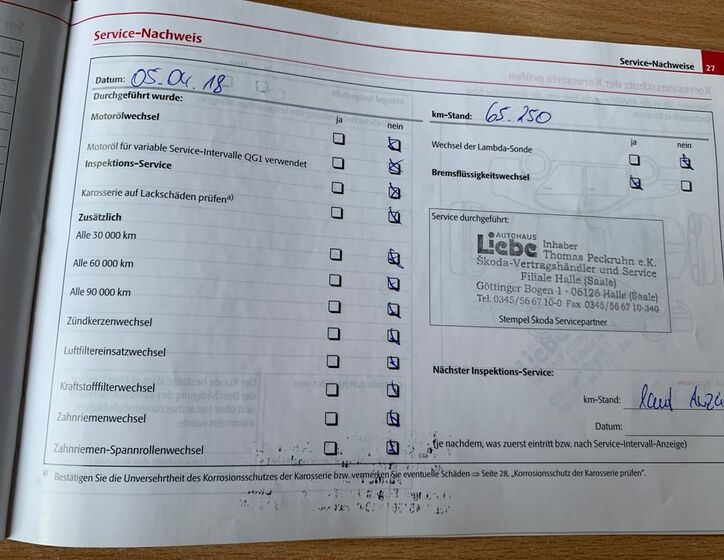 Service-Nachweis
Service-Nachweise 27
Datum: 05.04.18
Durchgeführt wurde:
ja nein
Motorölwechsel
Motoröl für variable Service-Intervalle QG1 verwendet
Inspektions-Service
Karosserie auf Lackschäden prüfen a)
Zusätzlich
Alle 30 000 km
Alle 60 000 km
Alle 90 000 km
Zündkerzenwechsel
Luftfiltereinsatzwechsel
Kraftstofffilterwechsel
Zahnriemenwechsel
Zahnriemen-Spannrollenwechsel
km-Stand: 65.250
ja nein
Wechsel der Lambda-Sonde
Bremsflüssigkeitswechsel
Service durchgeführt:
AUTOHAUS
Liebe Inhaber
Thomas Peckruhn e.K.
Škoda-Vertragshändler und Service
Filiale Halle (Saale)
Göttinger Bogen 1 · 06126 Halle (Saale)
Tel. 0345/56 67 10-0 Fax 0345/56 67 10-340
Stempel Škoda Servicepartner
Nächster Inspektions-Service:
km-Stand:
Datum:
(je nachdem, was zuerst eintritt bzw. nach Service-Intervall-Anzeige)
a) Bestätigen Sie die Unversehrtheit des Korrosionsschutzes der Karosserie bzw. vermerken Sie eventuelle Schäden ⇒ Seite 28, „Korrosionsschutz der Karosserie prüfen“.